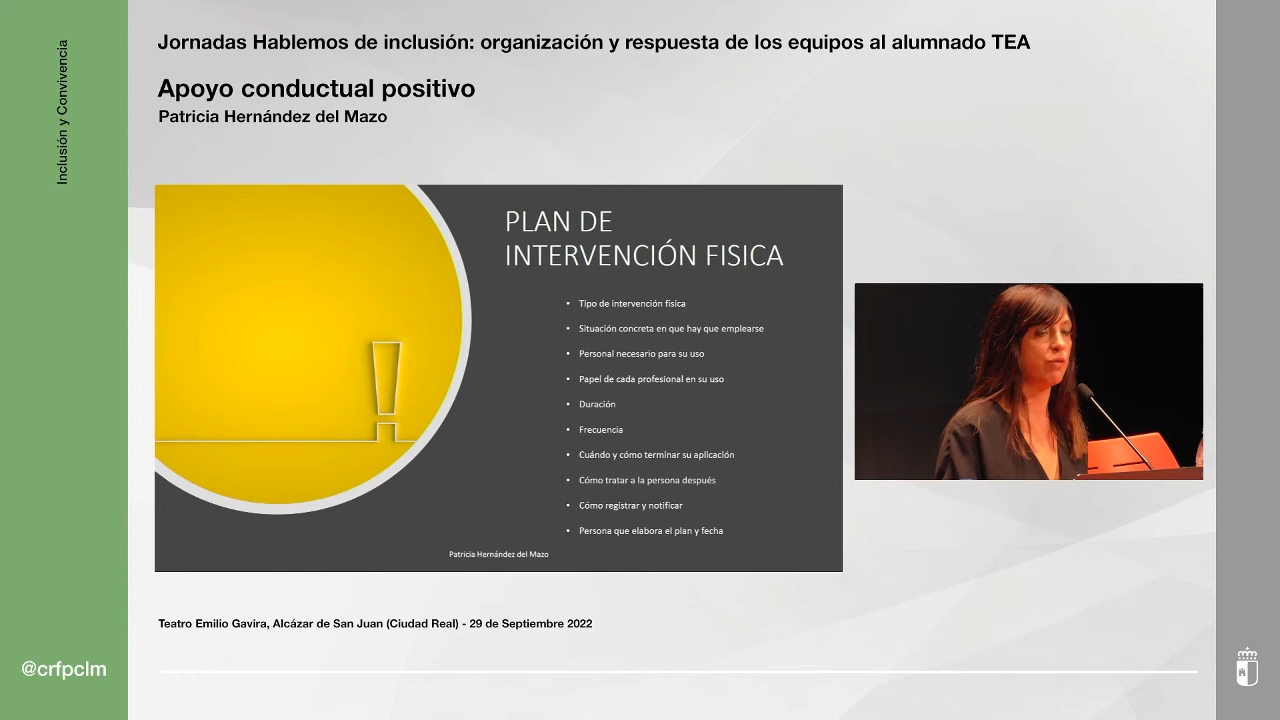 Inclusión y Convivencia
Jornadas Hablemos de inclusión: organización y respuesta de los equipos al alumnado TEA
Apoyo conductual positivo
Patricia Hernández del Mazo
PLAN DE
INTERVENCIÓN FISICA
• Tipo de intervención fisica
• Situación concreta en que hay que emplearse
• Personal necesario para su uso
• Papel de cada profesional en su uso
• Duración
• Frecuencia
• Cuándo y cómo terminar su aplicación
• Cómo tratar a la persona después
• Cómo registrar y notificar
• Persona que elabora el plan y fecha
Patricia Hernández del Mazo
Teatro Emilio Gavira, Alcázar de San Juan (Ciudad Real) - 29 de Septiembre 2022
@crfpclm